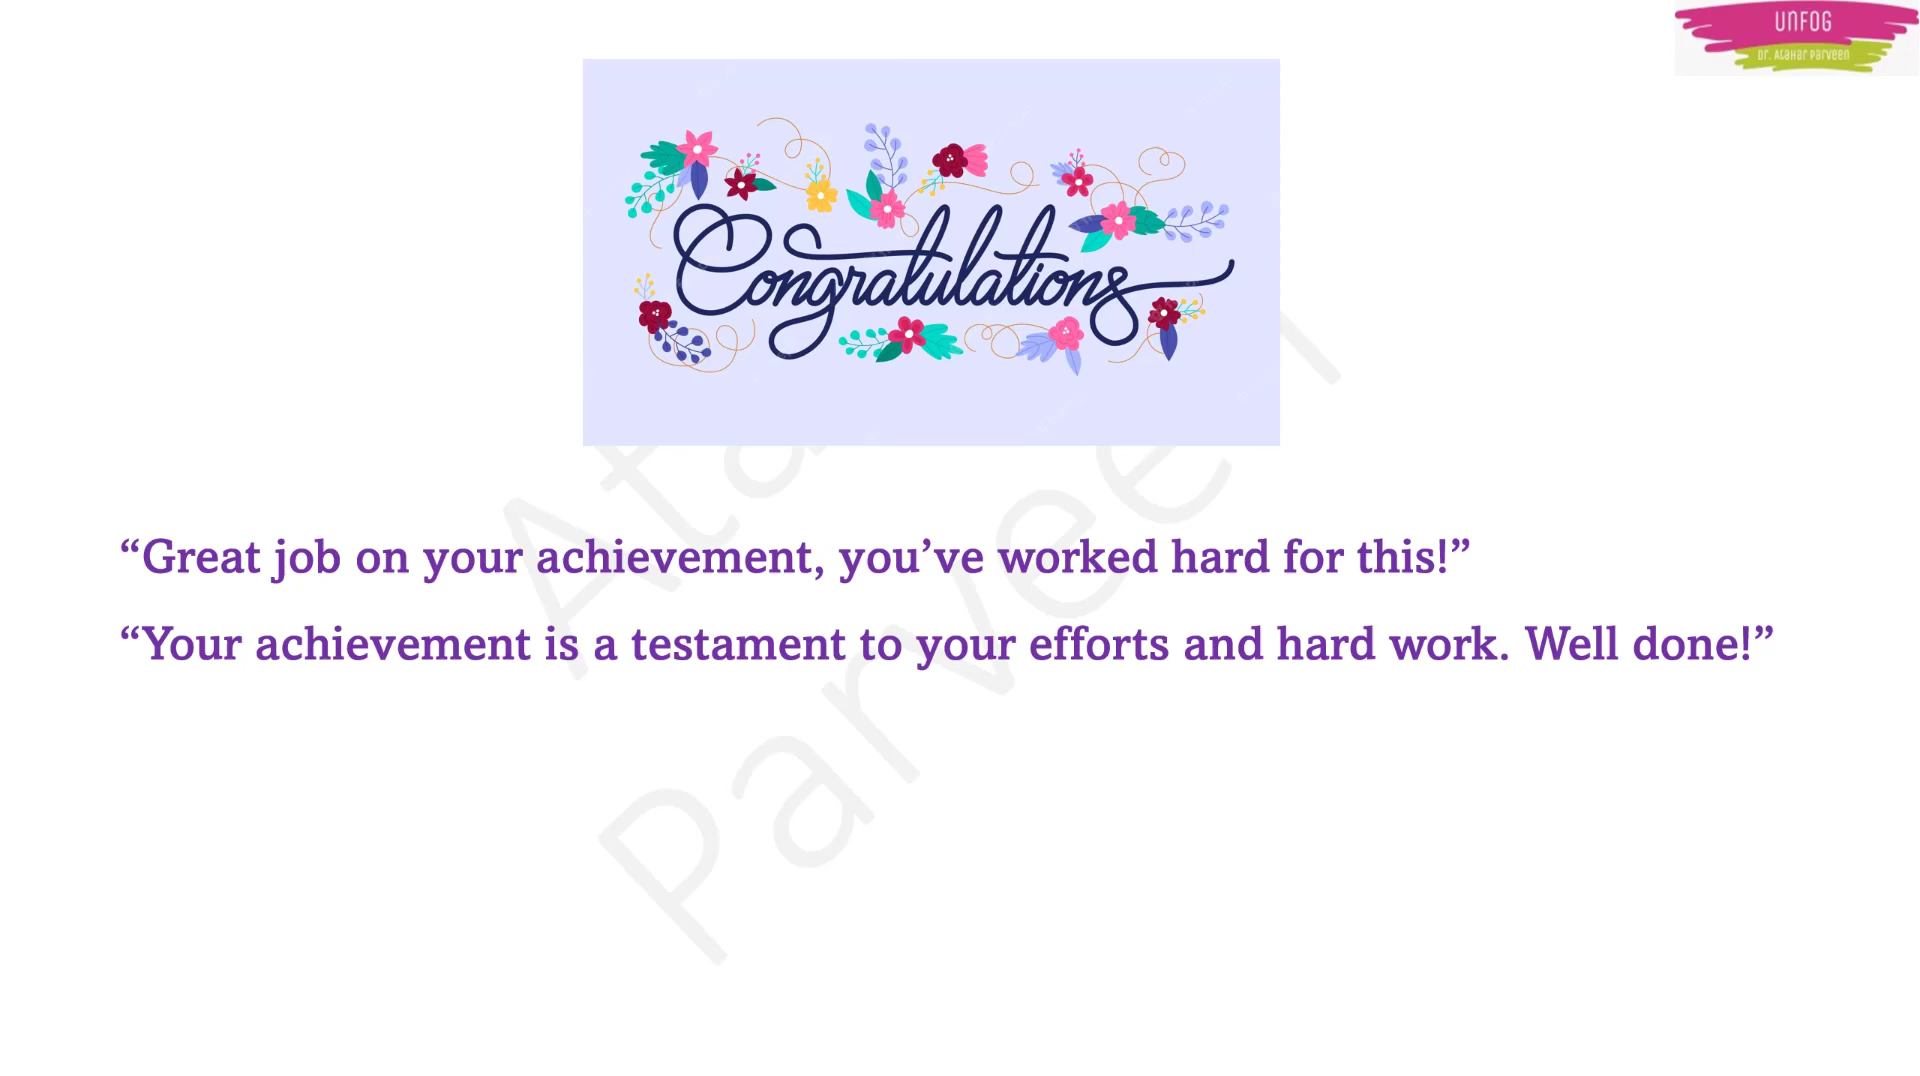 UNFOG
Dr. Atahar Parveen
Congratulations
“Great job on your achievement, you’ve worked hard for this!”
“Your achievement is a testament to your efforts and hard work. Well done!”
Parveen